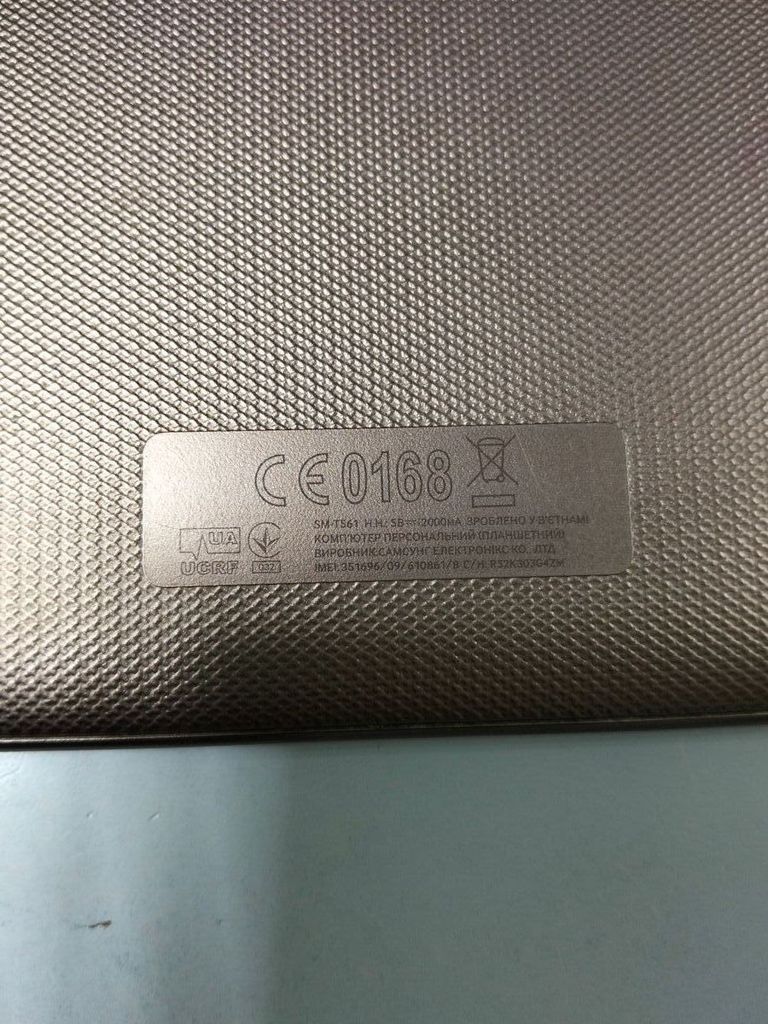 CE0168
SM-T561 Н.Н.: 5В⎓2000мА ЗРОБЛЕНО У В'ЄТНАМІ
КОМП'ЮТЕР ПЕРСОНАЛЬНИЙ (ПЛАНШЕТНИЙ)
ВИРОБНИК:САМСУНГ ЕЛЕКТРОНІКС КО., ЛТД
IMEI: 351696/09/610861/8 С/Н: R52K303G4ZM
UA
UCRF
032